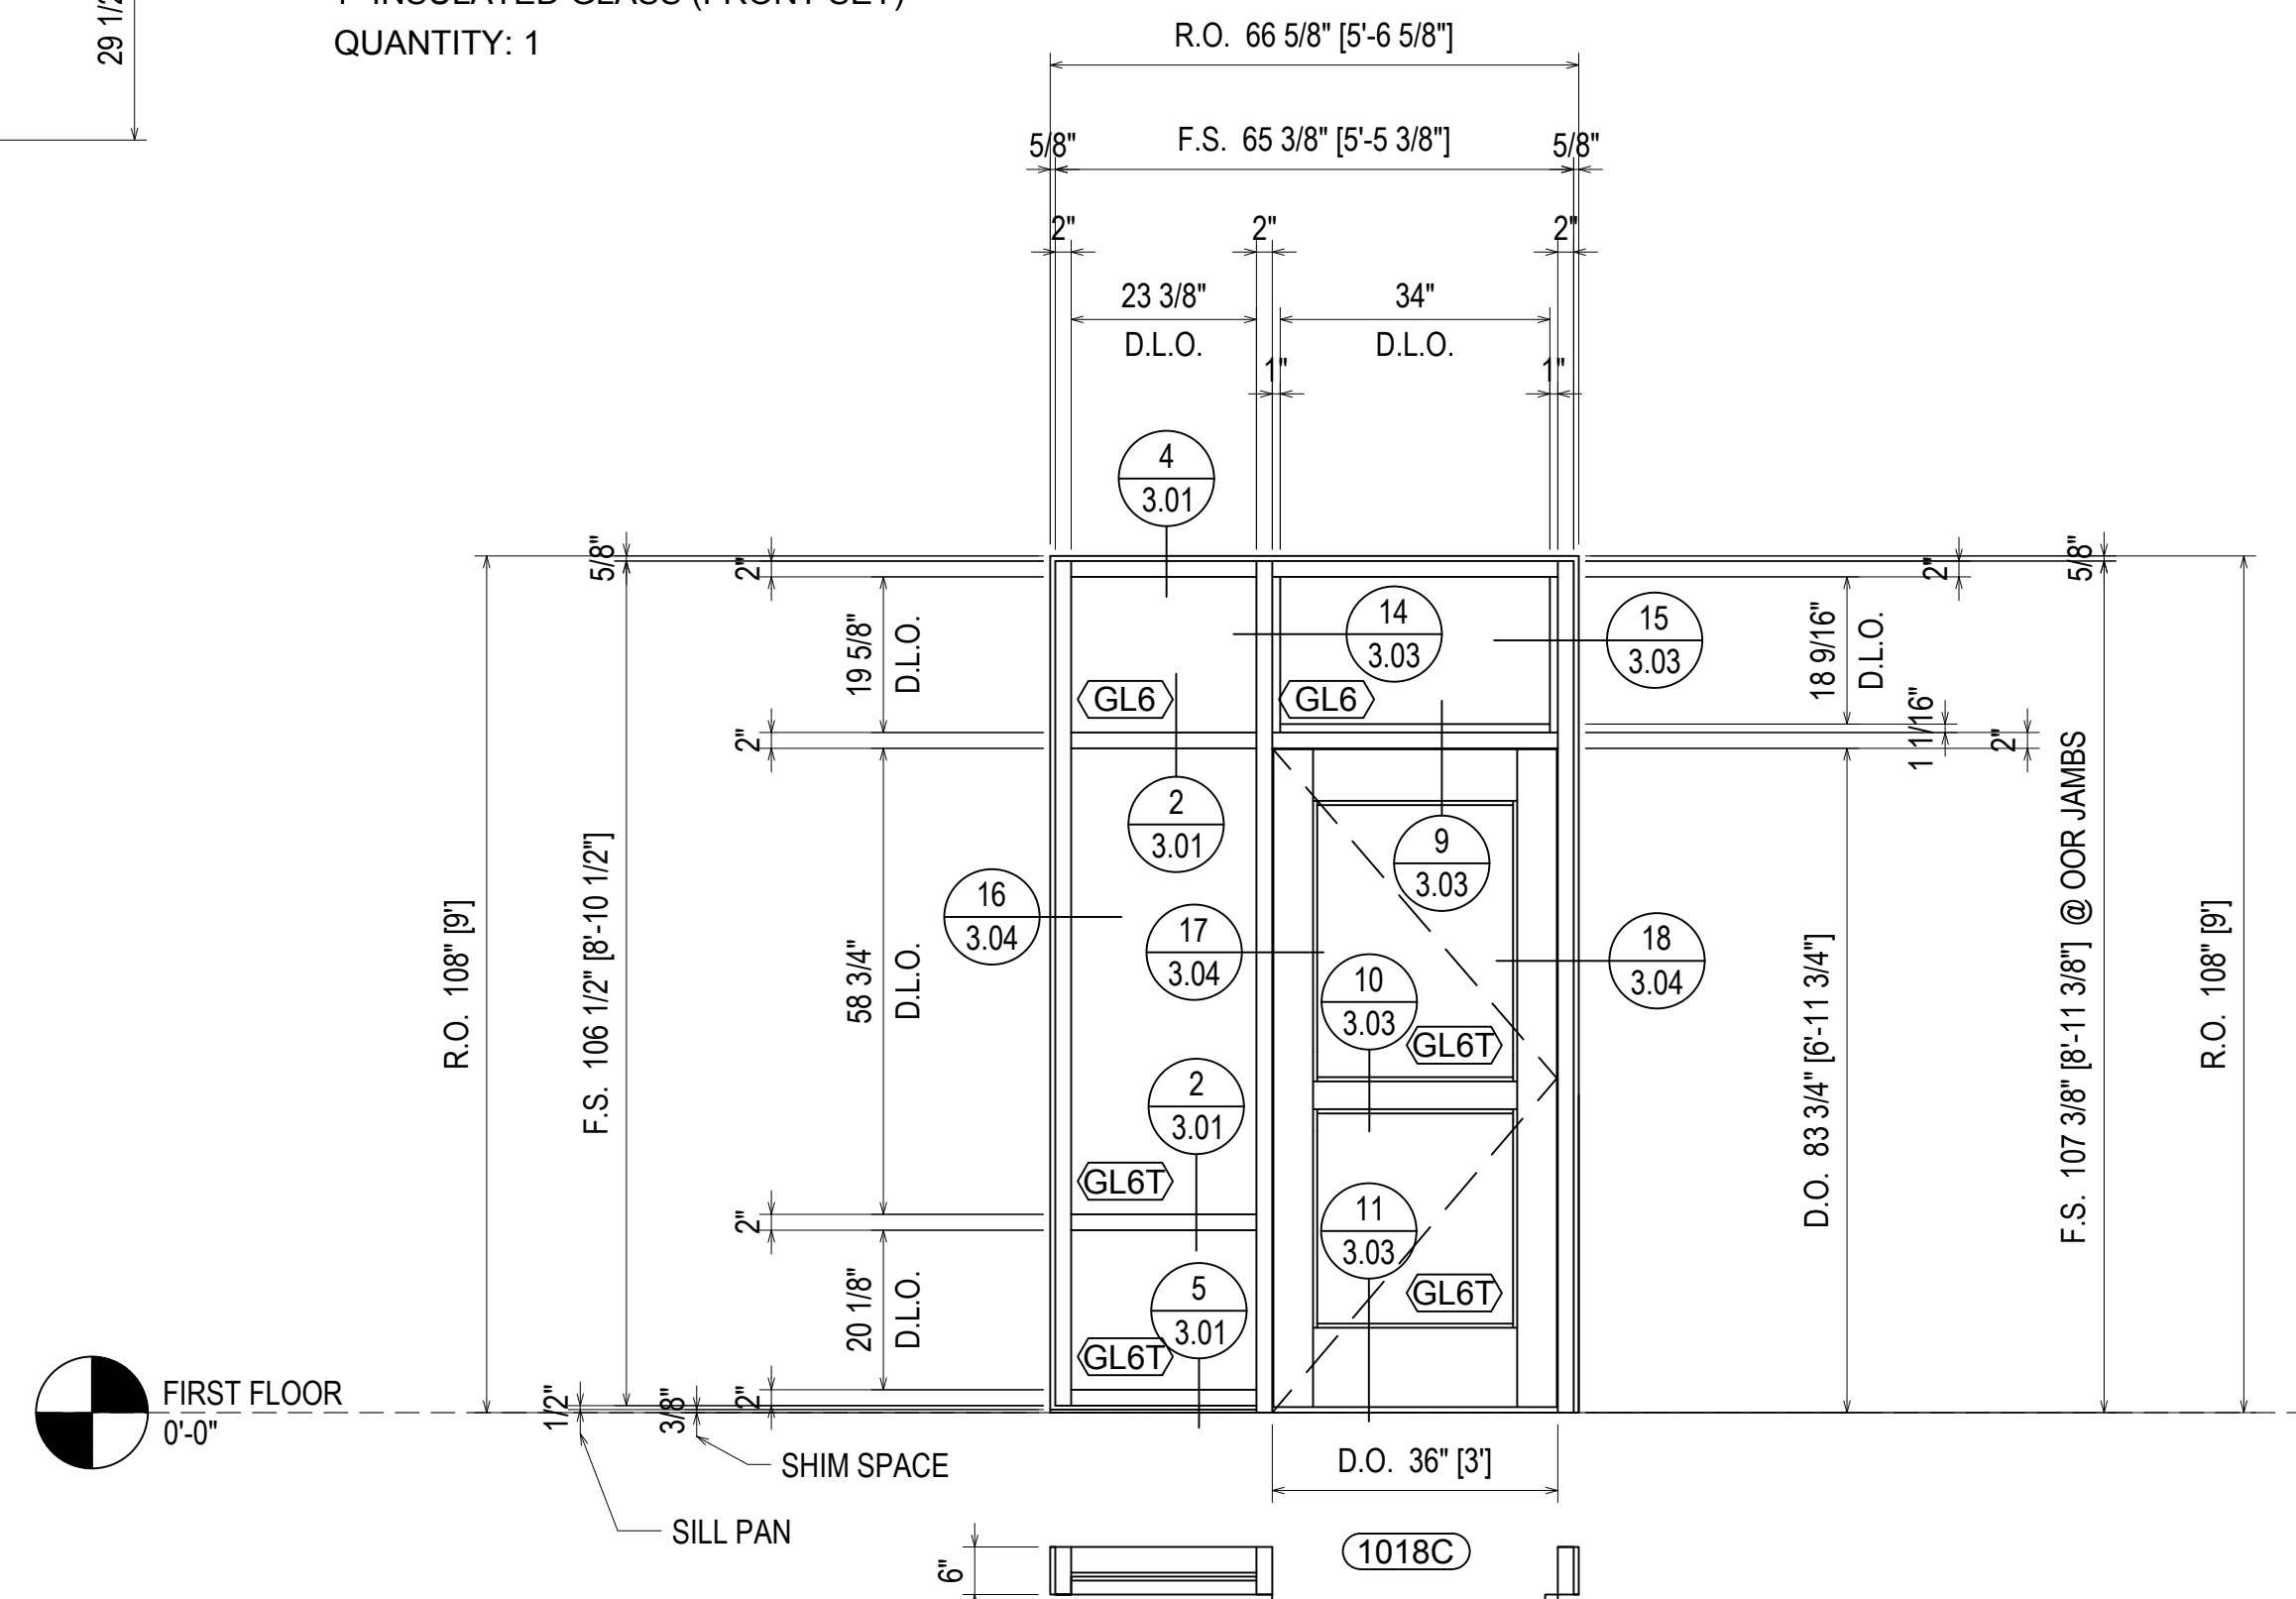 29 1/2
1" INSULATED GLASS (FRONT SET)
QUANTITY: 1
R.O. 66 5/8" [5'-6 5/8"]
5/8"
F.S. 65 3/8" [5'-5 3/8"]
5/8"
2"
2"
2"
23 3/8"
D.L.O.
34"
D.L.O.
1"
1"
4
3.01
5/8"
2"
2"
5/8"
19 5/8"
D.L.O.
14
3.03
15
3.03
18 9/16"
D.L.O.
GL6
GL6
2"
1 1/16"
2"
2
3.01
9
3.03
R.O. 108" [9']
F.S. 106 1/2" [8'-10 1/2"]
58 3/4"
D.L.O.
16
3.04
17
3.04
18
3.04
10
3.03
GL6T
D.O. 83 3/4" [6'-11 3/4"]
F.S. 107 3/8" [8'-11 3/8"] @ OOR JAMBS
R.O. 108" [9']
2
3.01
GL6T
2"
11
3.03
GL6T
20 1/8"
D.L.O.
5
3.01
GL6T
FIRST FLOOR
0'-0"
1/2"
3/8"
2"
SHIM SPACE
SILL PAN
D.O. 36" [3']
1018C
6"